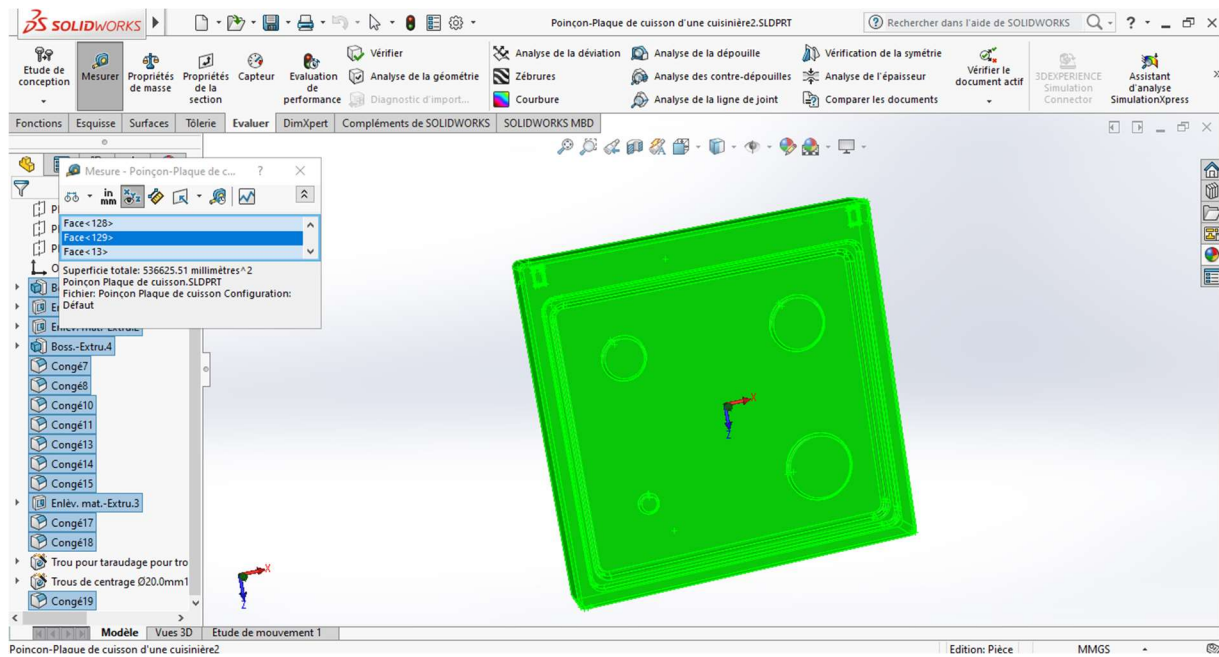 SOLIDWORKS
Poinçon-Plaque de cuisson d'une cuisinière2.SLDPRT
Rechercher dans l'aide de SOLIDWORKS
Etude de conception
Mesurer
Propriétés de masse
Propriétés de la section
Capteur
Evaluation de performance
Vérifier
Analyse de la géométrie
Diagnostic d'import...
Analyse de la déviation
Zébrures
Courbure
Analyse de la dépouille
Analyse des contre-dépouilles
Analyse de la ligne de joint
Vérification de la symétrie
Analyse de l'épaisseur
Comparer les documents
Vérifier le document actif
3DEXPERIENCE Simulation Connector
Assistant d'analyse SimulationXpress
Fonctions Esquisse Surfaces Tôlerie Evaluer DimXpert Compléments de SOLIDWORKS SOLIDWORKS MBD
Mesure - Poinçon-Plaque de c... ?
in mm
Face<128>
Face<129>
Face<13>
Superficie totale: 536625.51 millimètres^2
Poinçon Plaque de cuisson.SLDPRT
Fichier: Poinçon Plaque de cuisson Configuration:
Défaut
Boss.-Extru.4
Congé7
Congé8
Congé10
Congé11
Congé13
Congé14
Congé15
Enlèv. mat.-Extru.3
Congé17
Congé18
Trou pour taraudage pour tro
Trous de centrage Ø20.0mm1
Congé19
X
Z
X
Z
Modèle Vues 3D Etude de mouvement 1
Poinçon-Plaque de cuisson d'une cuisinière2
Edition: Pièce
MMGS